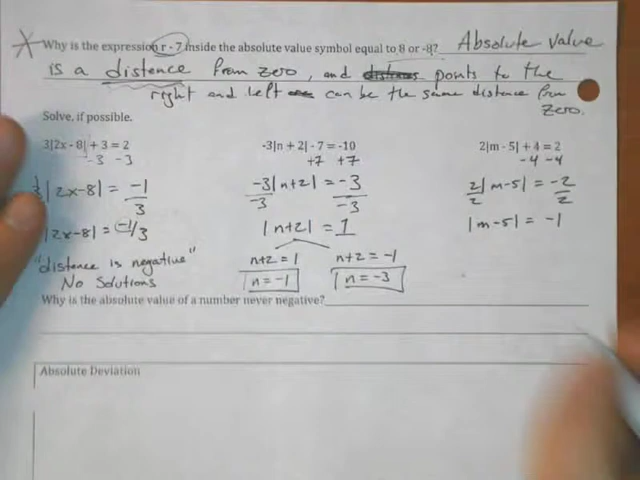 Why is the expression r - 7 inside the absolute value symbol equal to 8 or -8? Absolute value
is a distance from zero, and points to the
right and left can be the same distance from
zero.
Solve, if possible.
3|2x - 8| + 3 = 2
-3 -3
|2x-8| = -1/3
|2x-8| = -1/3
"distance is negative"
No Solutions
-3|n + 2| - 7 = -10
+7 +7
-3|n+2| = -3
-3 -3
|n+2| = 1
n+2 = 1 n+2 = -1
n = -1 n = -3
2|m - 5| + 4 = 2
-4 -4
2|m-5| = -2
2 2
|m-5| = -1
Why is the absolute value of a number never negative?
Absolute Deviation